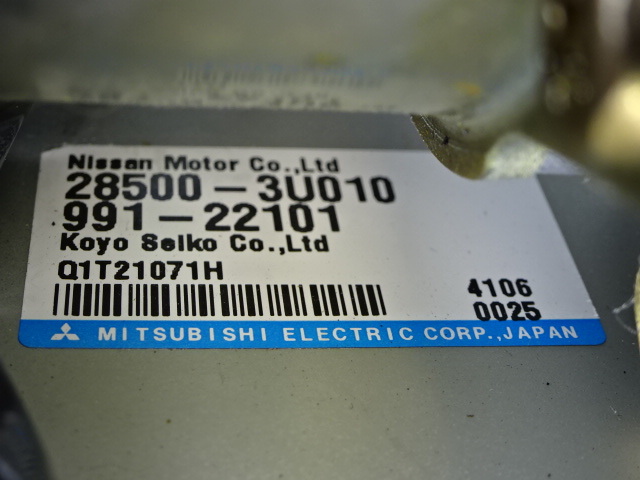 Nissan Motor Co.,Ltd
28500-3U010
991-22101
Koyo Seiko Co.,Ltd
Q1T21071H
4106
0025
MITSUBISHI ELECTRIC CORP.,JAPAN